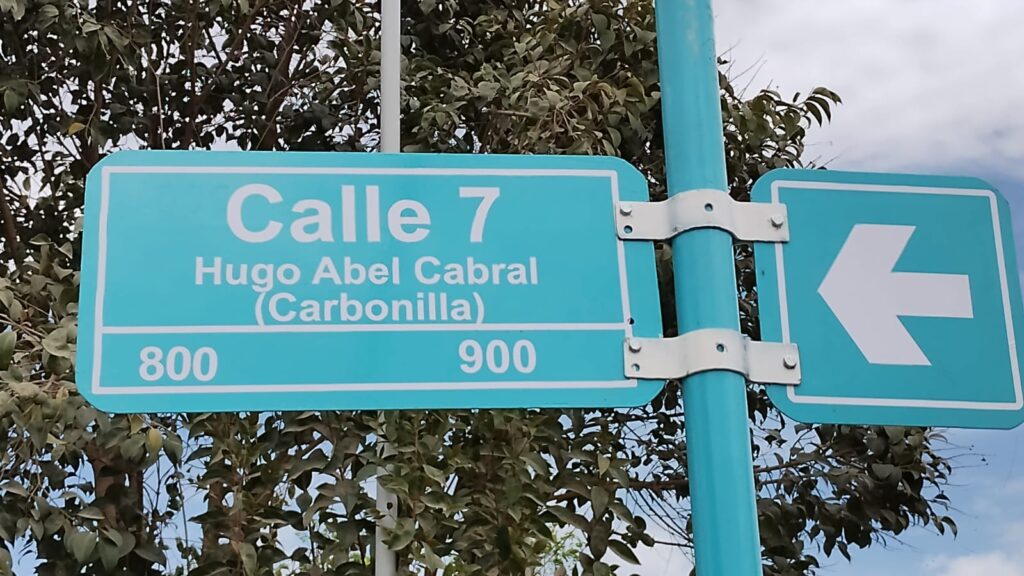 Calle 7
Hugo Abel Cabral
(Carbonilla)
800 900